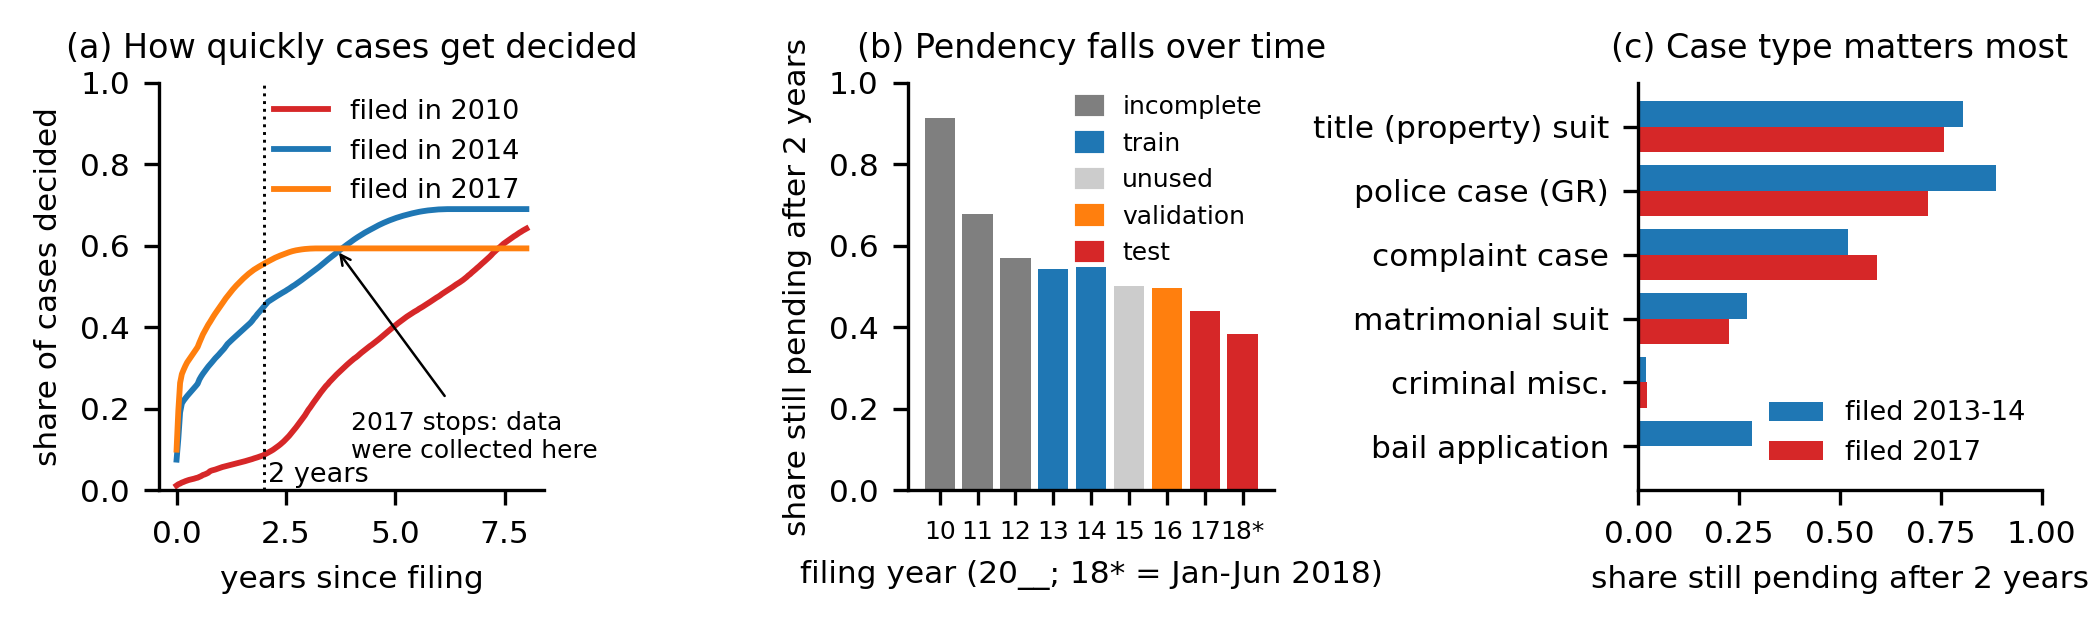 (a) How quickly cases get decided
share of cases decided
1.0
0.8
0.6
0.4
0.2
0.0
filed in 2010
filed in 2014
filed in 2017
2017 stops: data
were collected here
2 years
0.0 2.5 5.0 7.5
years since filing
(b) Pendency falls over time
share still pending after 2 years
1.0
0.8
0.6
0.4
0.2
0.0
incomplete
train
unused
validation
test
10 11 12 13 14 15 16 17 18*
filing year (20__; 18* = Jan-Jun 2018)
(c) Case type matters most
title (property) suit
police case (GR)
complaint case
matrimonial suit
criminal misc.
bail application
filed 2013-14
filed 2017
0.00 0.25 0.50 0.75 1.00
share still pending after 2 years